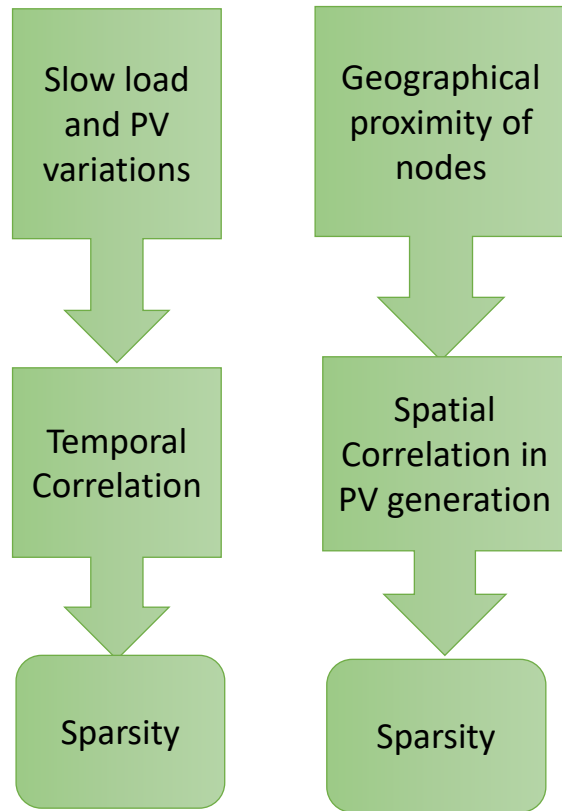 Slow load
and PV
variations
Temporal
Correlation
Sparsity
Geographical
proximity of
nodes
Spatial
Correlation in
PV generation
Sparsity